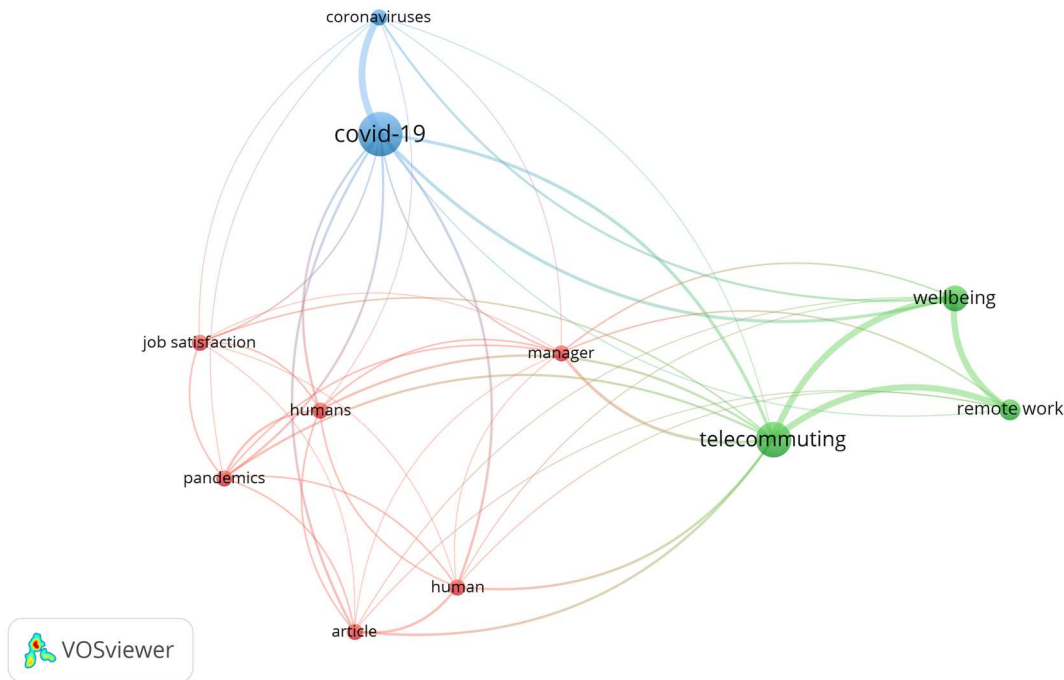 coronaviruses
covid-19
wellbeing
job satisfaction
manager
humans
remote work
telecommuting
pandemics
human
article
VOSviewer